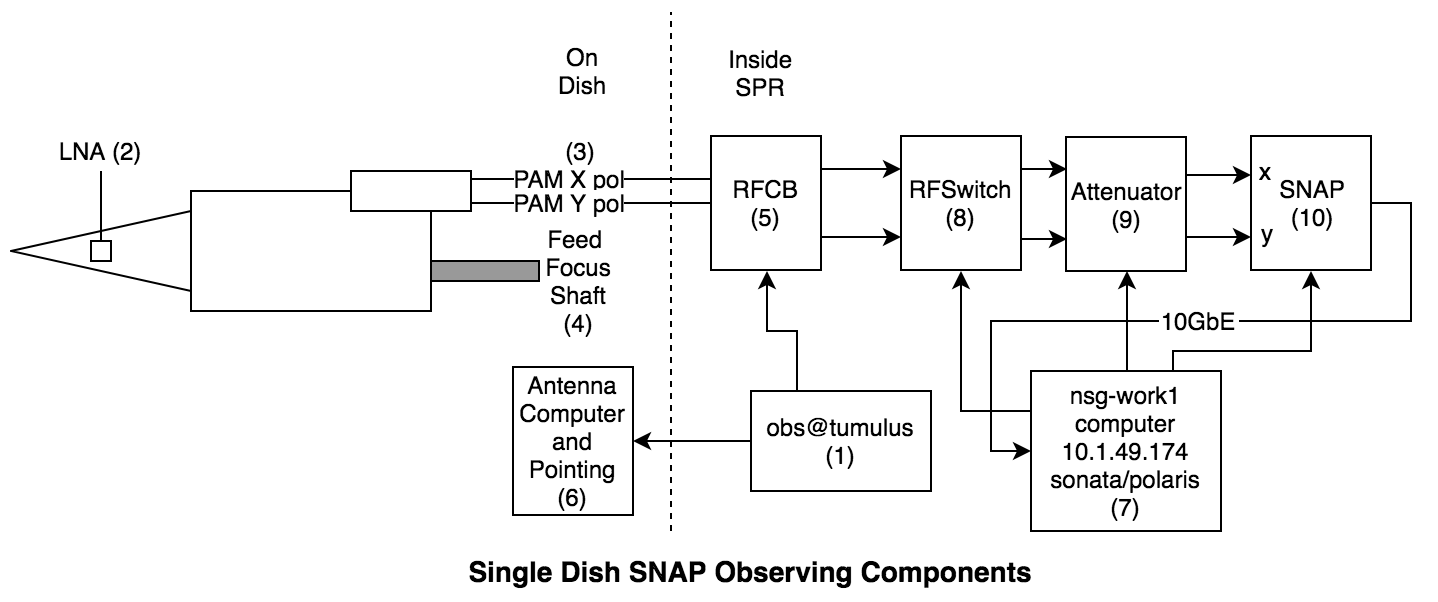 On
Dish
Inside
SPR
LNA (2)
(3)
PAM X pol
PAM Y pol
Feed
Focus
Shaft
(4)
RFCB
(5)
RFSwitch
(8)
Attenuator
(9)
x
y
SNAP
(10)
10GbE
Antenna
Computer
and
Pointing
(6)
obs@tumulus
(1)
nsg-work1
computer
10.1.49.174
sonata/polaris
(7)
Single Dish SNAP Observing Components